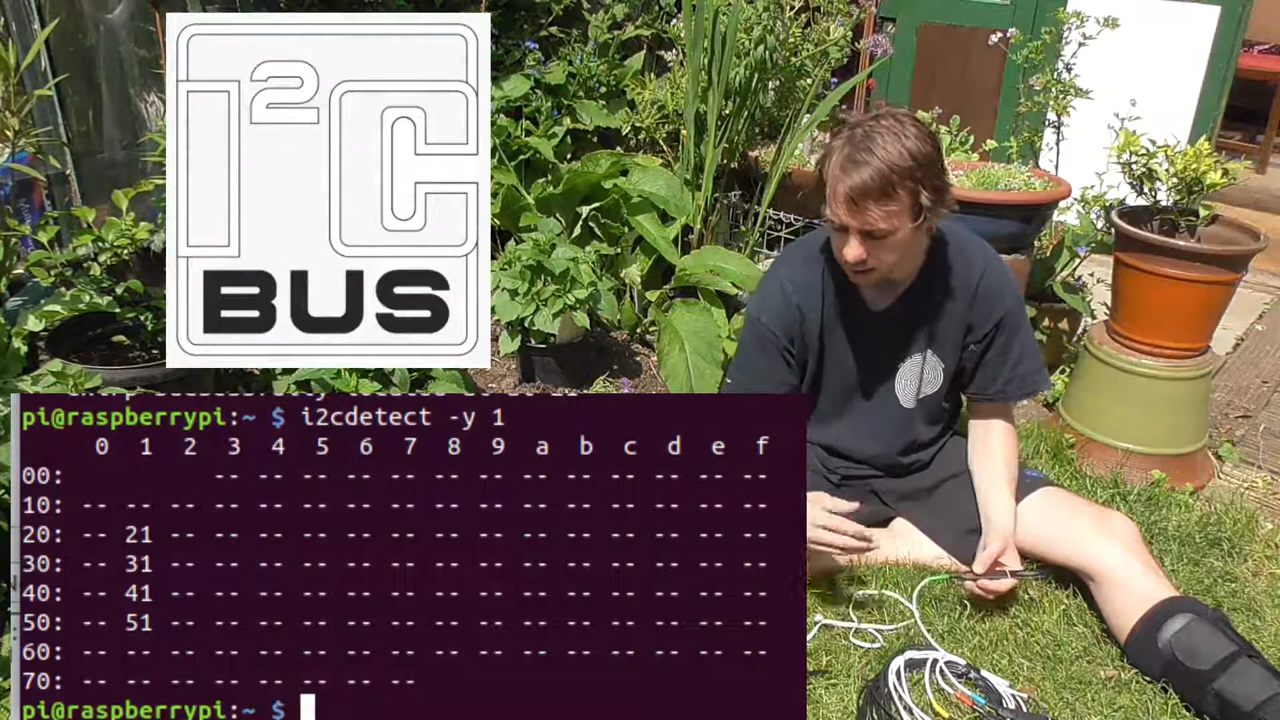 I²C
BUS
pi@raspberrypi:~ $ i2cdetect -y 1
0 1 2 3 4 5 6 7 8 9 a b c d e f
00: -- -- -- -- -- -- -- -- -- -- -- -- --
10: -- -- -- -- -- -- -- -- -- -- -- -- -- -- -- --
20: -- 21 -- -- -- -- -- -- -- -- -- -- -- -- -- --
30: -- 31 -- -- -- -- -- -- -- -- -- -- -- -- -- --
40: -- 41 -- -- -- -- -- -- -- -- -- -- -- -- -- --
50: -- 51 -- -- -- -- -- -- -- -- -- -- -- -- -- --
60: -- -- -- -- -- -- -- -- -- -- -- -- -- -- -- --
70: -- -- -- -- -- -- -- --
pi@raspberrypi:~ $